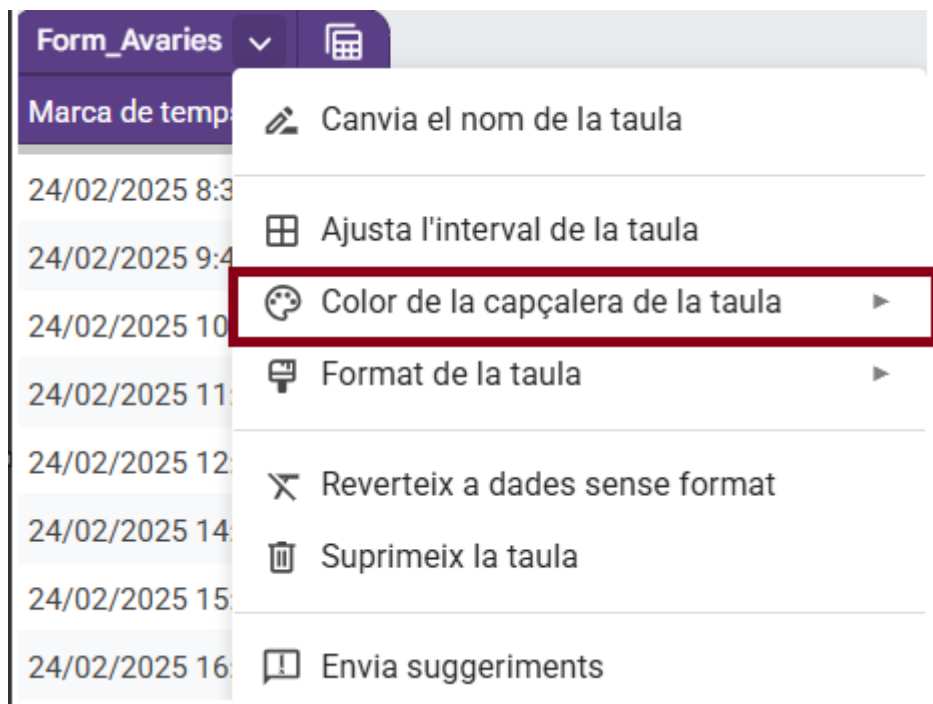 Form_Avaries
Marca de temps
Canvia el nom de la taula
24/02/2025 8:3
Ajusta l'interval de la taula
24/02/2025 9:4
Color de la capçalera de la taula
24/02/2025 10
Format de la taula
24/02/2025 11:
24/02/2025 12:
Reverteix a dades sense format
24/02/2025 14:
Suprimeix la taula
24/02/2025 15:
24/02/2025 16:
Envia suggeriments